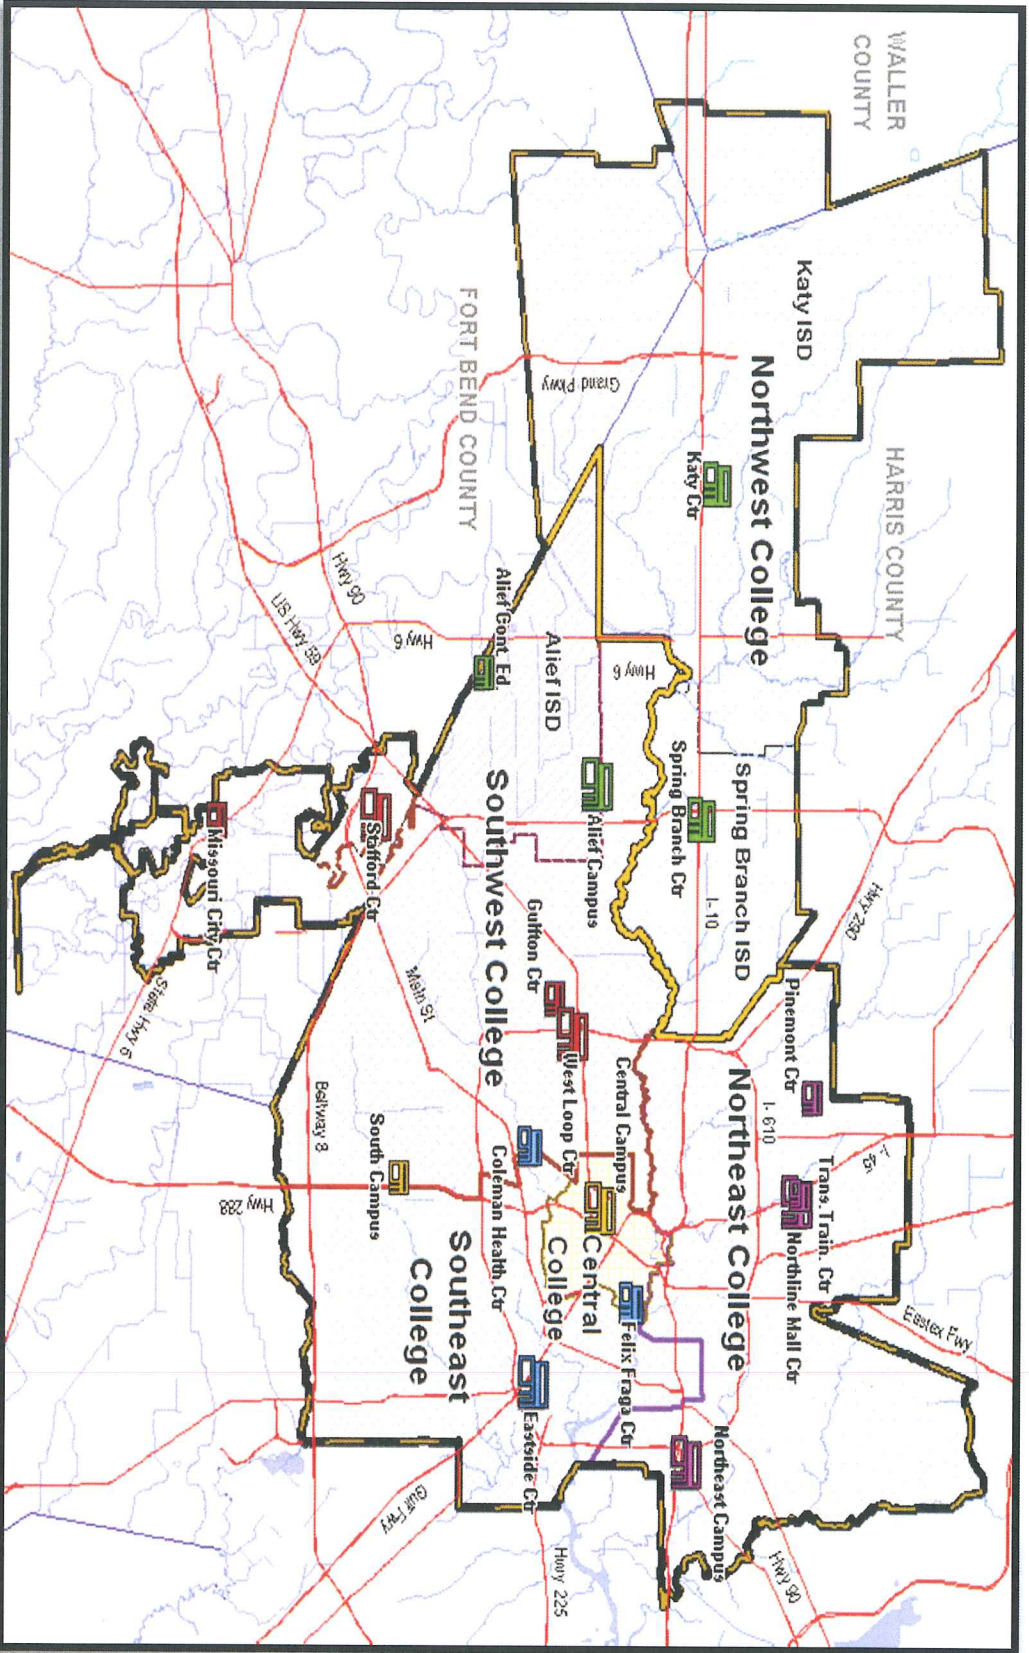 WALLER
COUNTY
HARRIS COUNTY
FORT BEND COUNTY
Katy ISD
Northwest College
Grand Pkwy
Katy Ctr
Alief Cont. Ed.
Alief ISD
Hwy 6
Hwy 6
Hwy 90
US Hwy 59
Spring Branch ISD
Spring Branch Ctr
I-10
Hwy 290
Alief Campus
Southwest College
Gulfton Ctr
West Loop Ctr
Stafford Ctr
Missouri City Ctr
State Hwy 6
Main St
Beltway 8
Pinemont Ctr
Northeast College
I-610
I-45
Trans. Train. Ctr
Northline Mall Ctr
Eastex Fwy
Central Campus
Central
College
Coleman Health Ctr
South Campus
Hwy 288
Southeast
College
Felix Fraga Ctr
Eastside Ctr
Northeast Campus
Hwy 90
Gulf Fwy
Hwy 225